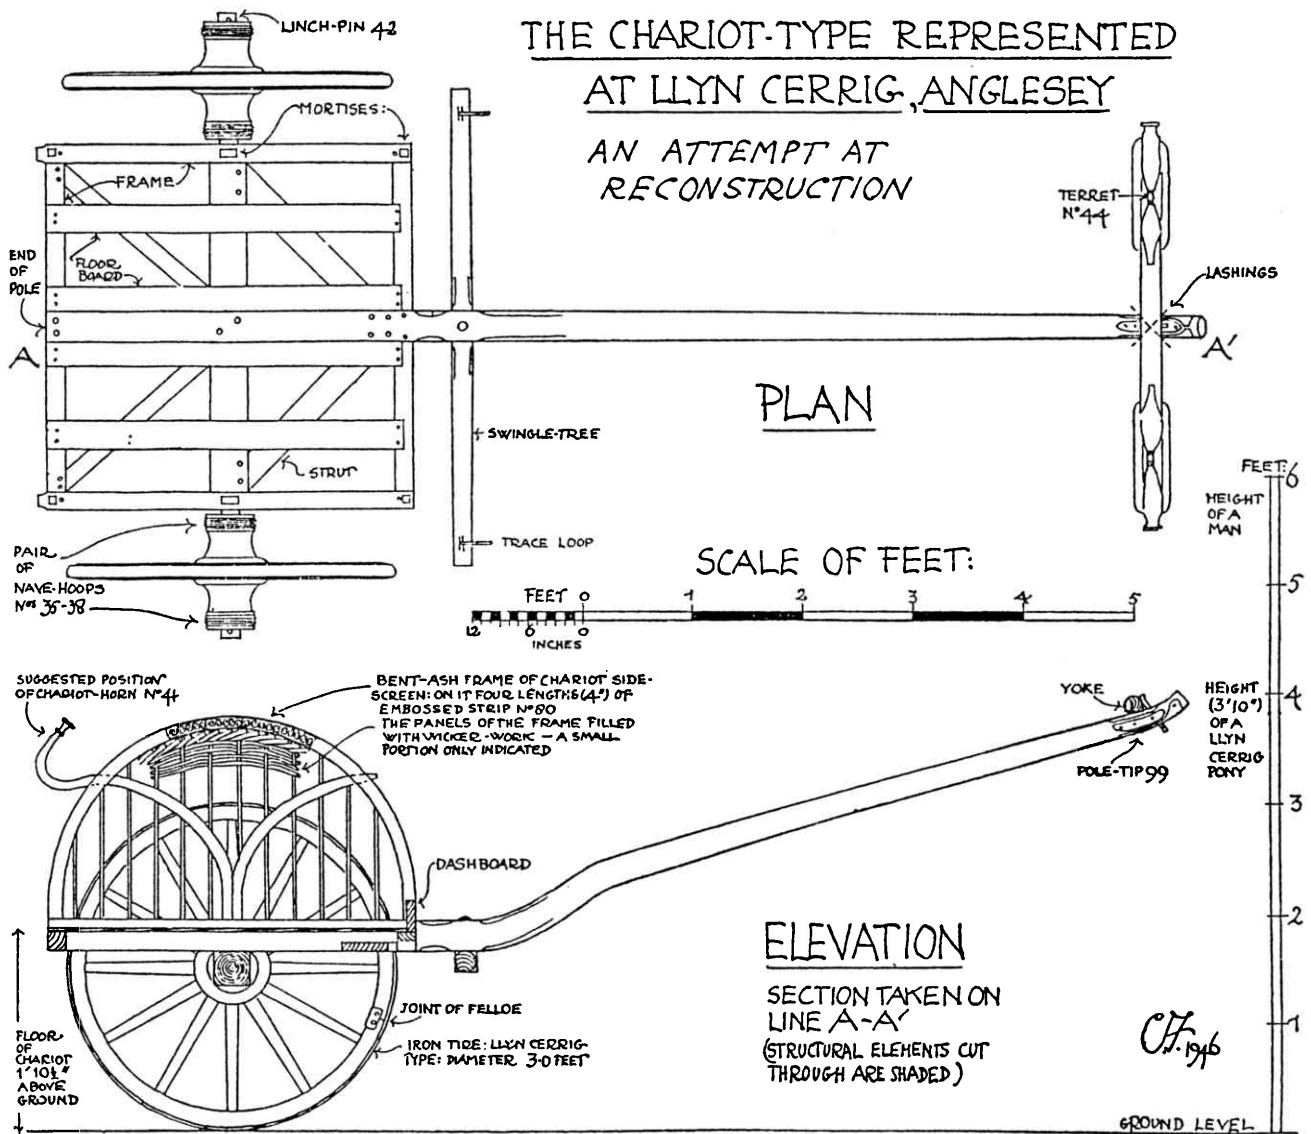 THE CHARIOT-TYPE REPRESENTED
AT LLYN CERRIG, ANGLESEY
AN ATTEMPT AT
RECONSTRUCTION
LINCH-PIN 42
MORTISES:
FRAME
FLOOR
BOARD
END
OF
POLE
A
TERRET
Nº 44
LASHINGS
A'
PLAN
SWINGLE-TREE
STRUT
TRACE LOOP
PAIR
OF
NAVE-HOOPS
Nos 35-38
SCALE OF FEET:
FEET 0 1 2 3 4 5
12 6 0
INCHES
FEET: 6
HEIGHT
OF A
MAN
5
SUGGESTED POSITION
OF CHARIOT-HORN Nº 41
BENT-ASH FRAME OF CHARIOT SIDE-
SCREEN: ON IT FOUR LENGTHS (4") OF
EMBOSSED STRIP Nº 80
THE PANELS OF THE FRAME FILLED
WITH WICKER-WORK – A SMALL
PORTION ONLY INDICATED
YOKE
POLE-TIP 99
HEIGHT
(3'10")
OF A
LLYN
CERRIG
PONY
4
3
2
1
DASHBOARD
ELEVATION
SECTION TAKEN ON
LINE A-A'
(STRUCTURAL ELEMENTS CUT
THROUGH ARE SHADED)
JOINT OF FELLOE
IRON TIRE: LLYN CERRIG
TYPE: DIAMETER 3·0 FEET
FLOOR
OF
CHARIOT
1' 10½"
ABOVE
GROUND
C.F. 1946
GROUND LEVEL